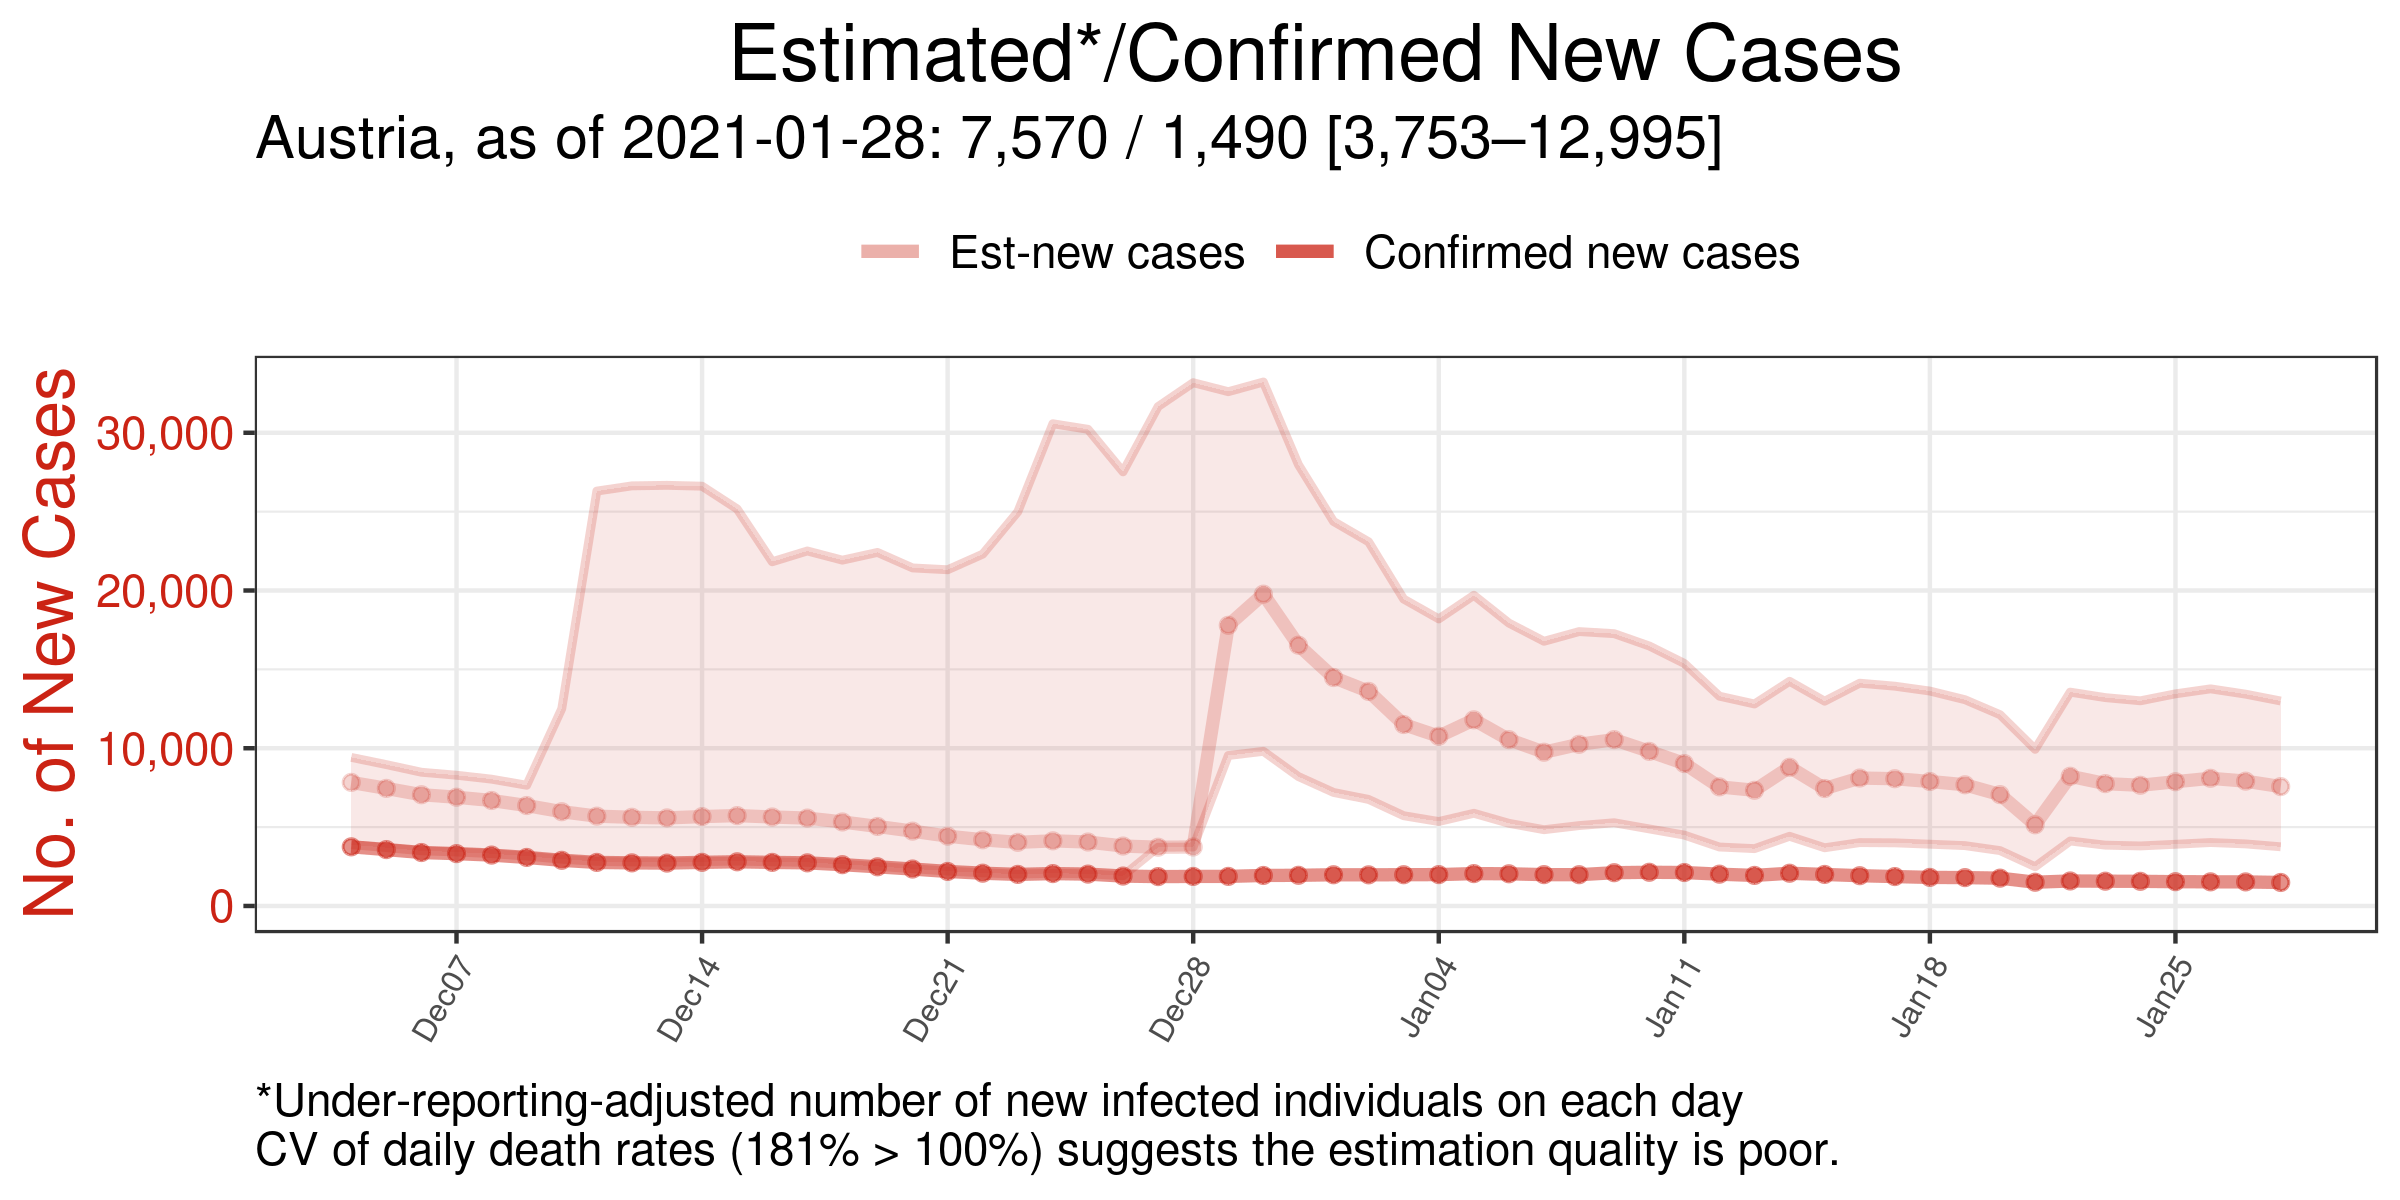 Estimated*/Confirmed New Cases
Austria, as of 2021-01-28: 7,570 / 1,490 [3,753–12,995]
Est-new cases
Confirmed new cases
No. of New Cases
30,000
20,000
10,000
0
Dec07
Dec14
Dec21
Dec28
Jan04
Jan11
Jan18
Jan25
*Under-reporting-adjusted number of new infected individuals on each day
CV of daily death rates (181% > 100%) suggests the estimation quality is poor.